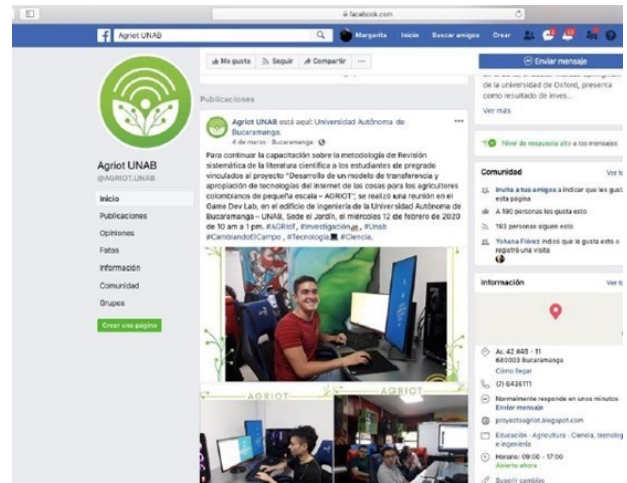 facebook.com
Agriot UNAB
Margarita Inicio Buscar amigos Crear
Me gusta Seguir Compartir
Enviar mensaje
Agriot UNAB
@AGRIOT.UNAB
Inicio
Publicaciones
Opiniones
Fotos
Información
Comunidad
Grupos
Crear una página
Publicaciones
Agriot UNAB está aquí: Universidad Autónoma de
Bucaramanga.
4 de marzo · Bucaramanga ·
Para continuar la capacitación sobre la metodología de Revisión
sistemática de la literatura científica a los estudiantes de pregrado
vinculados al proyecto "Desarrollo de un modelo de transferencia y
apropiación de tecnologías del internet de las cosas para los agricultores
colombianos de pequeña escala – AGRIOT", se realizó una reunión en el
Game Dev Lab, en el edificio de ingeniería de la Universidad Autónoma de
Bucaramanga – UNAB, Sede el Jardín, el miércoles 12 de febrero de 2020
de 10 am a 1 pm. #AGRIoT, #Investigación, #Unab
#CambiandoElCampo, #Tecnología #Ciencia.
AGRIOT
AGRIOT
de la universidad de Oxford, presenta
como resultado de inves...
Ver más
Nivel de respuesta alto a los mensajes
Comunidad
Invita a tus amigos a indicar que les gusta
esta página
A 190 personas les gusta esto
193 personas siguen esto
Yohana Flórez indicó que le gusta esto o
registró una visita
Información
Av. 42 #48 - 11
680003 Bucaramanga
Cómo llegar
(7) 6436111
Normalmente responde en unos minutos
Enviar mensaje
proyectoagriot.blogspot.com
Educación · Agricultura · Ciencia, tecnología
e ingeniería
Horario: 09:00 - 17:00
Abierto ahora
Sugerir cambios